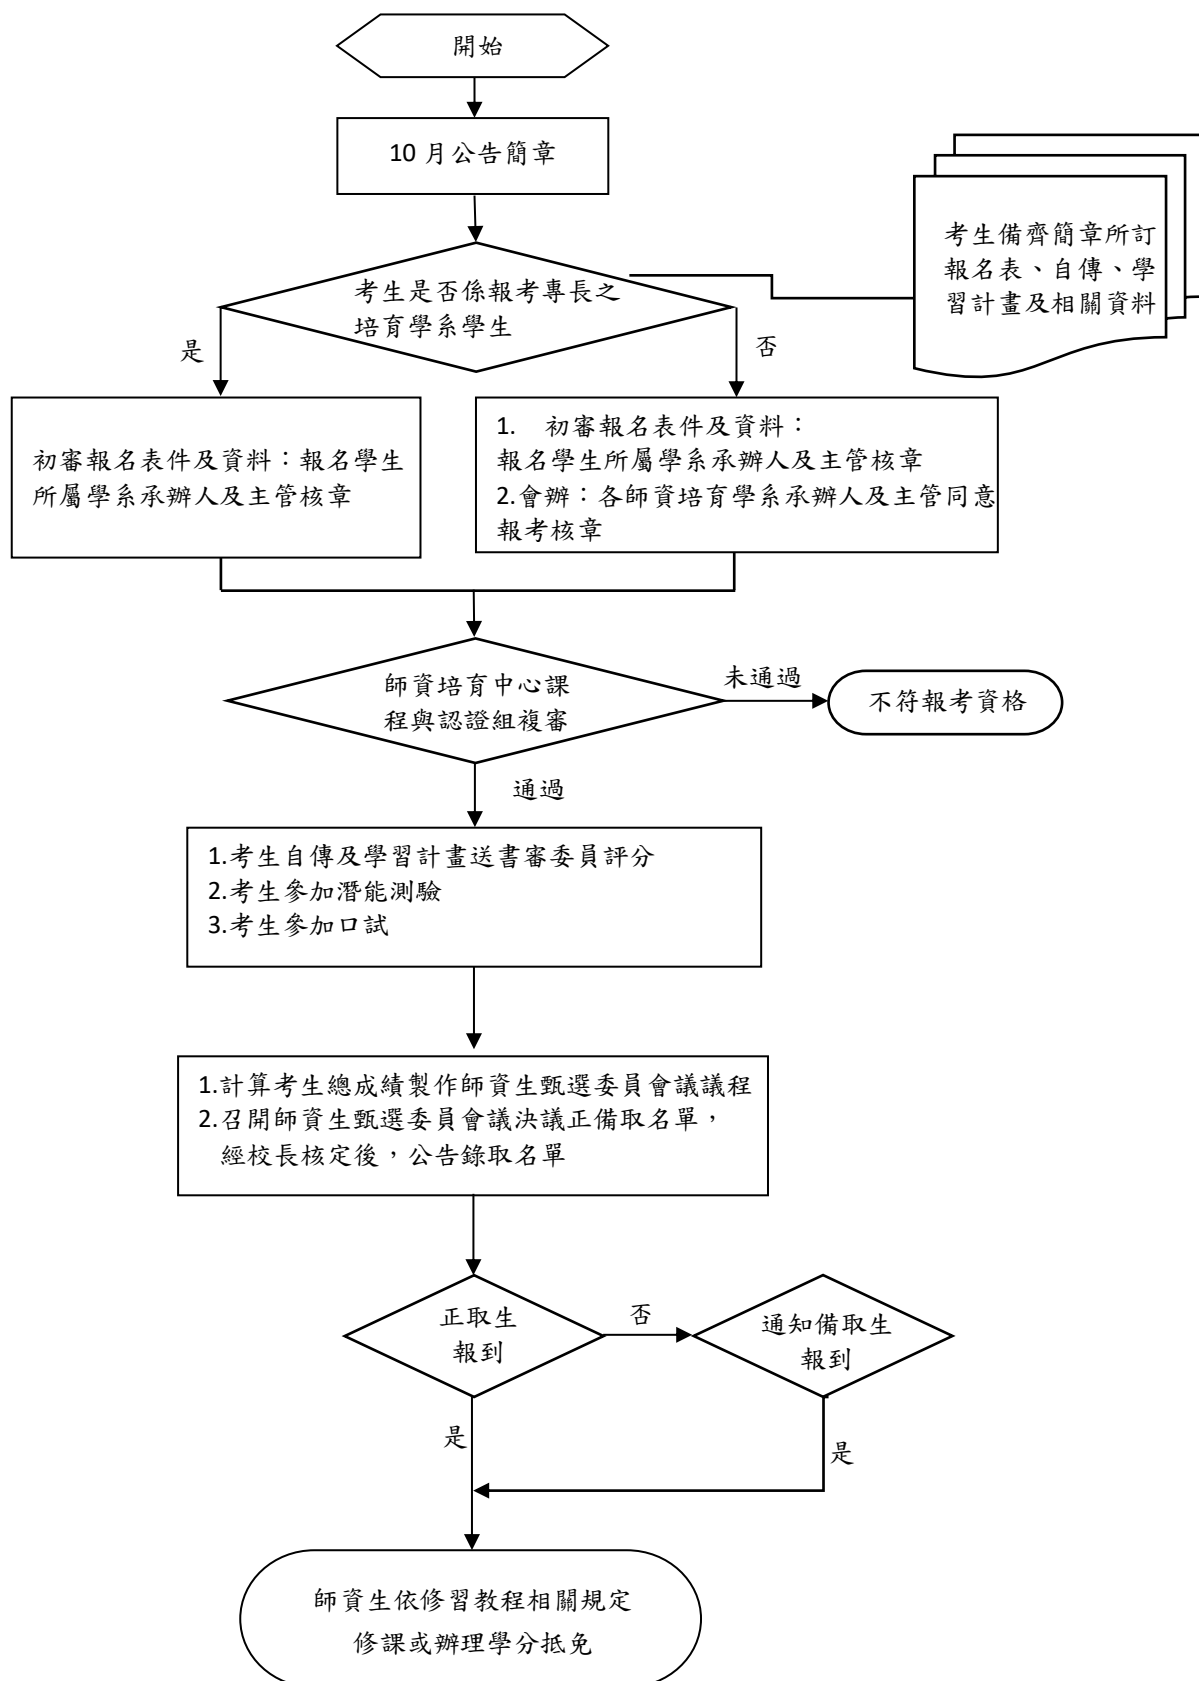 開始
10 月公告簡章
考生備齊簡章所訂
報名表、自傳、學
習計畫及相關資料
考生是否係報考專長之
培育學系學生
是
否
初審報名表件及資料：報名學生
所屬學系承辦人及主管核章
1. 初審報名表件及資料：
報名學生所屬學系承辦人及主管核章
2.會辦：各師資培育學系承辦人及主管同意
報考核章
師資培育中心課
程與認證組複審
未通過
不符報考資格
通過
1.考生自傳及學習計畫送書審委員評分
2.考生參加潛能測驗
3.考生參加口試
1.計算考生總成績製作師資生甄選委員會議議程
2.召開師資生甄選委員會議決議正備取名單，
經校長核定後，公告錄取名單
正取生
報到
否
通知備取生
報到
是
是
師資生依修習教程相關規定
修課或辦理學分抵免